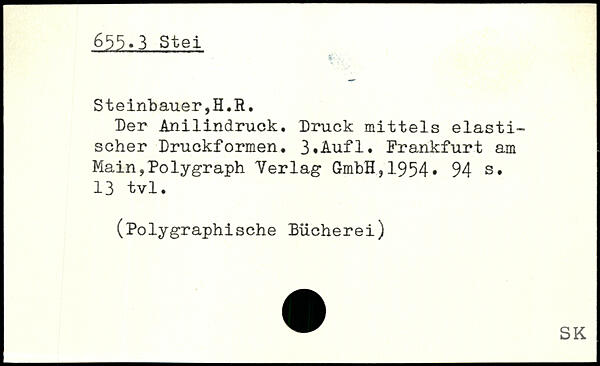 655.3 Stei
Steinbauer,H.R.
Der Anilindruck. Druck mittels elasti-
scher Druckformen. 3.Aufl. Frankfurt am
Main,Polygraph Verlag GmbH,1954. 94 s.
13 tvl.
(Polygraphische Bücherei)
SK